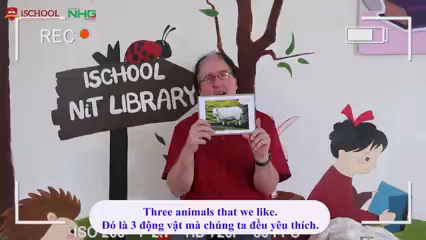 iSCHOOL
NHG
REC
ISCHOOL
NiT LIBRARY
Three animals that we like.
Đó là 3 động vật mà chúng ta đều yêu thích.